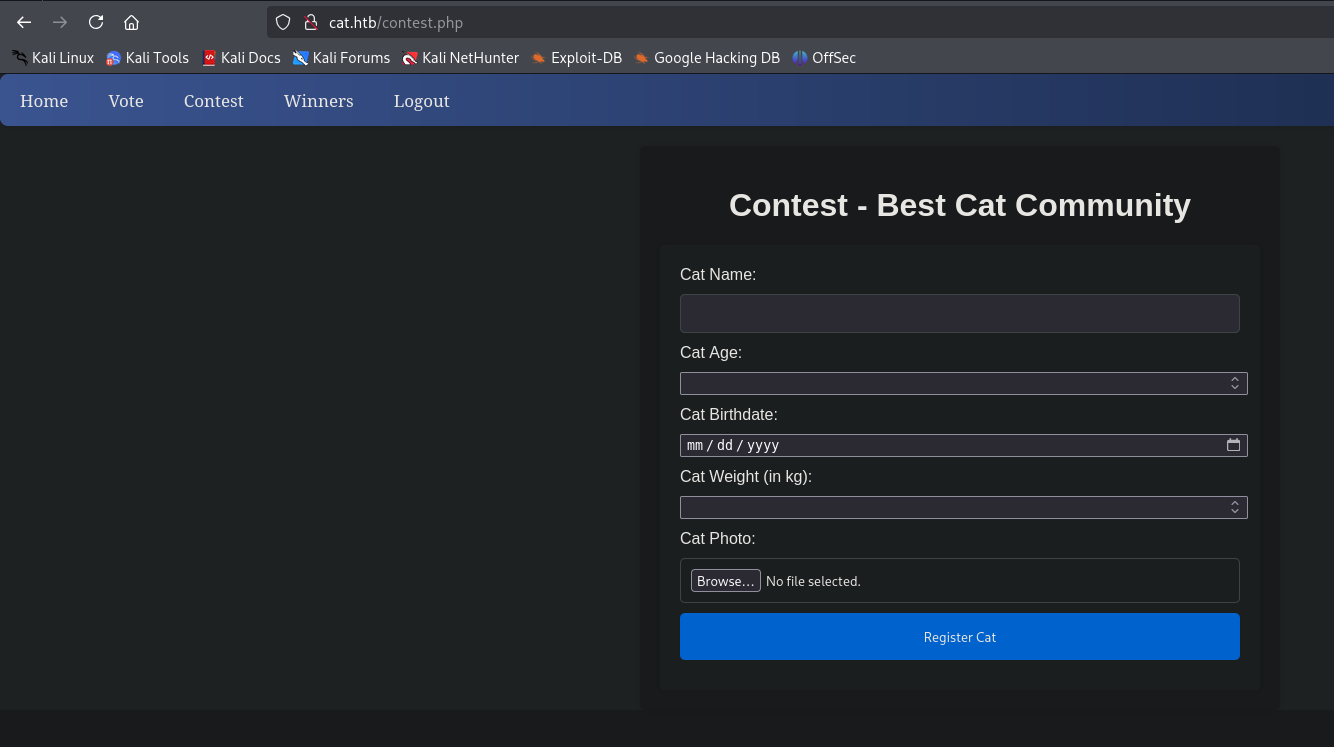 cat.htb/contest.php
Kali Linux Kali Tools Kali Docs Kali Forums Kali NetHunter Exploit-DB Google Hacking DB OffSec
Home Vote Contest Winners Logout
Contest - Best Cat Community
Cat Name:
Cat Age:
Cat Birthdate:
mm / dd / yyyy
Cat Weight (in kg):
Cat Photo:
Browse... No file selected.
Register Cat